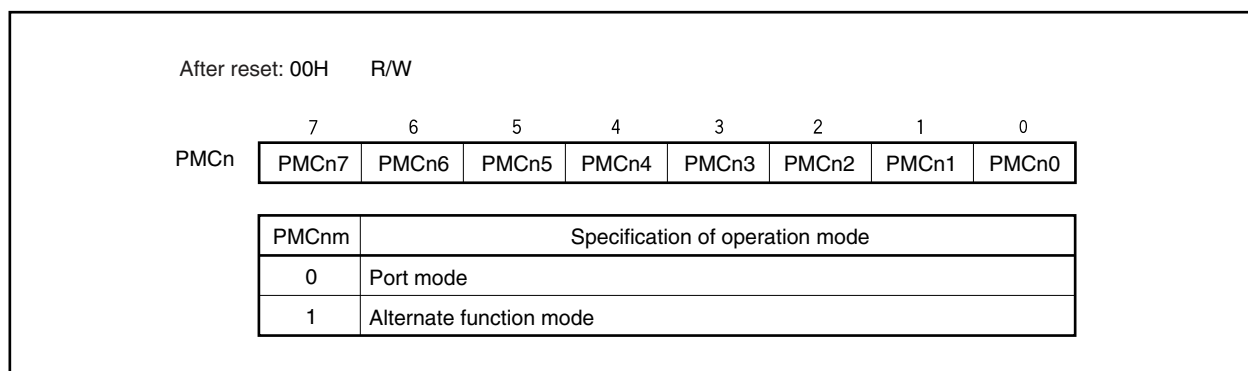 After reset: 00H R/W
7 6 5 4 3 2 1 0
PMCn PMCn7 PMCn6 PMCn5 PMCn4 PMCn3 PMCn2 PMCn1 PMCn0
PMCnm Specification of operation mode
0 Port mode
1 Alternate function mode